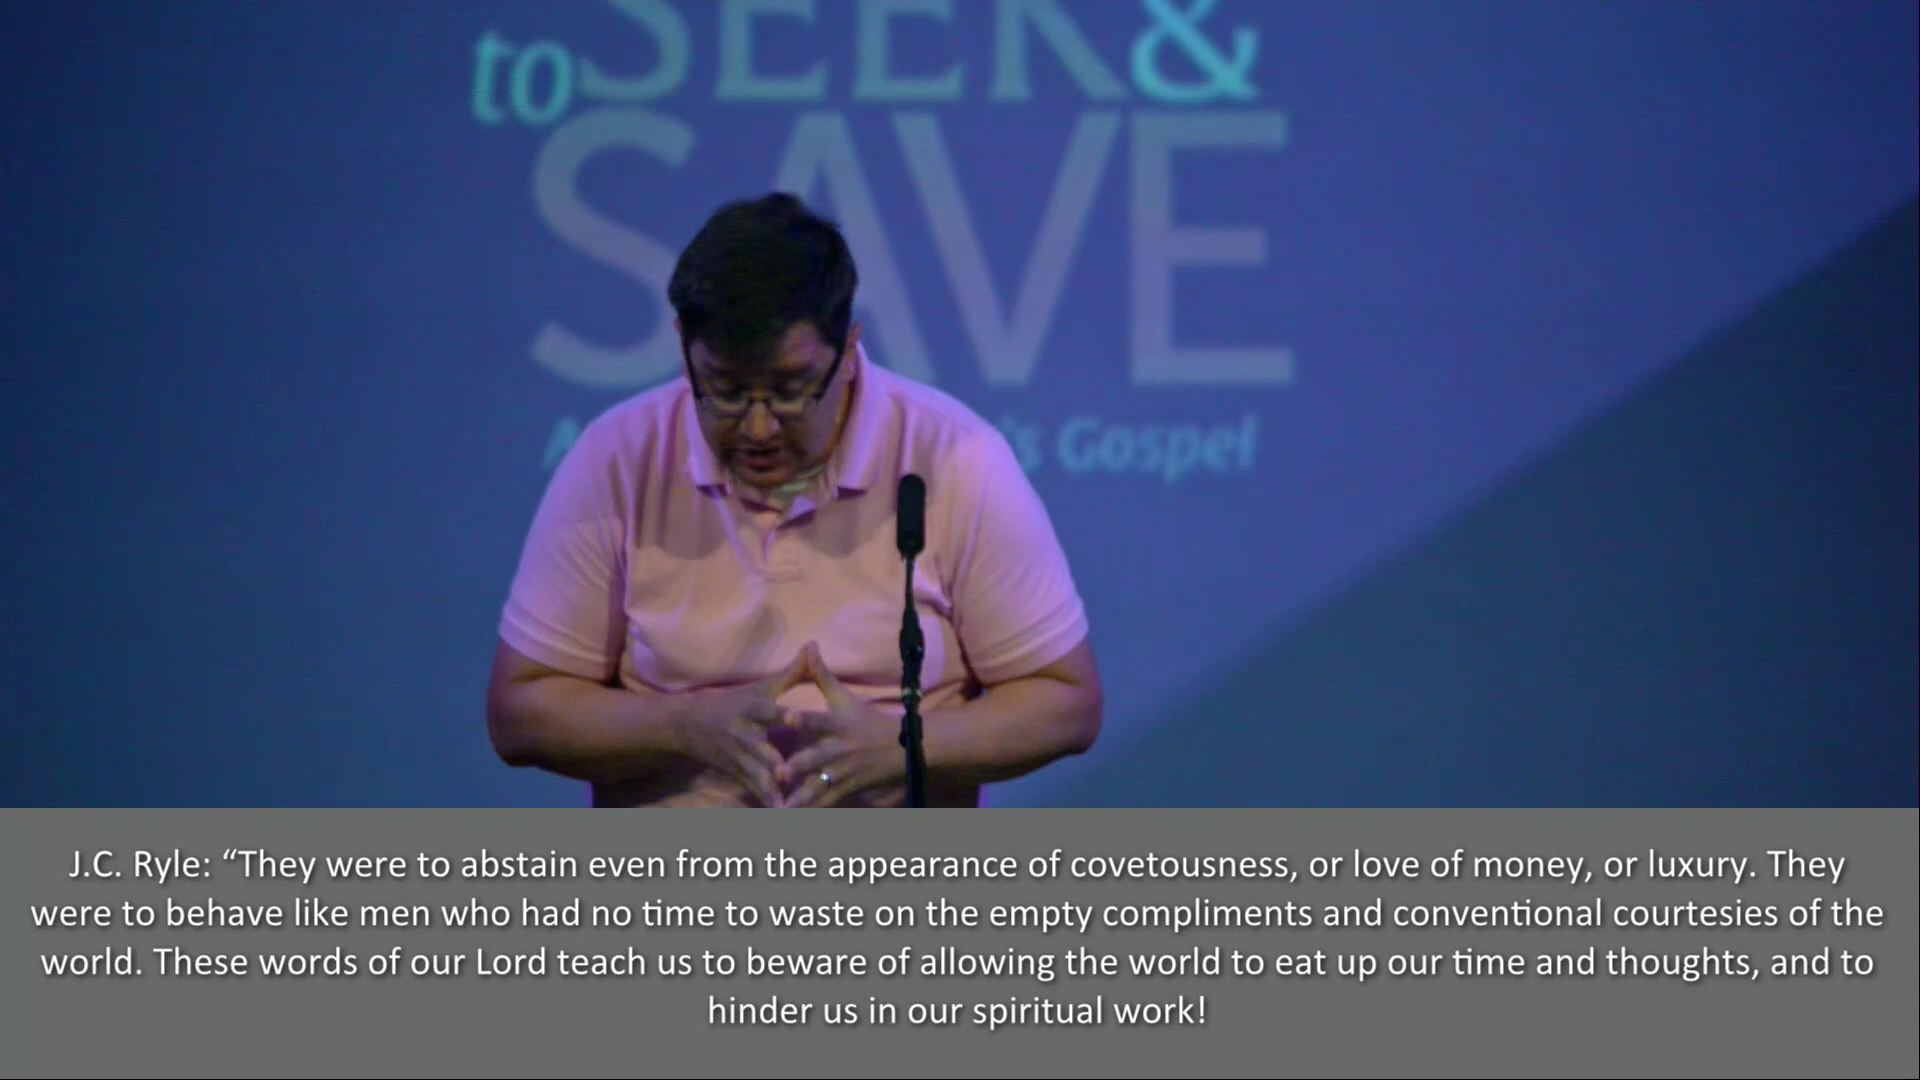 to SEEK &
SAVE
A 's Gospel
J.C. Ryle: “They were to abstain even from the appearance of covetousness, or love of money, or luxury. They
were to behave like men who had no time to waste on the empty compliments and conventional courtesies of the
world. These words of our Lord teach us to beware of allowing the world to eat up our time and thoughts, and to
hinder us in our spiritual work!